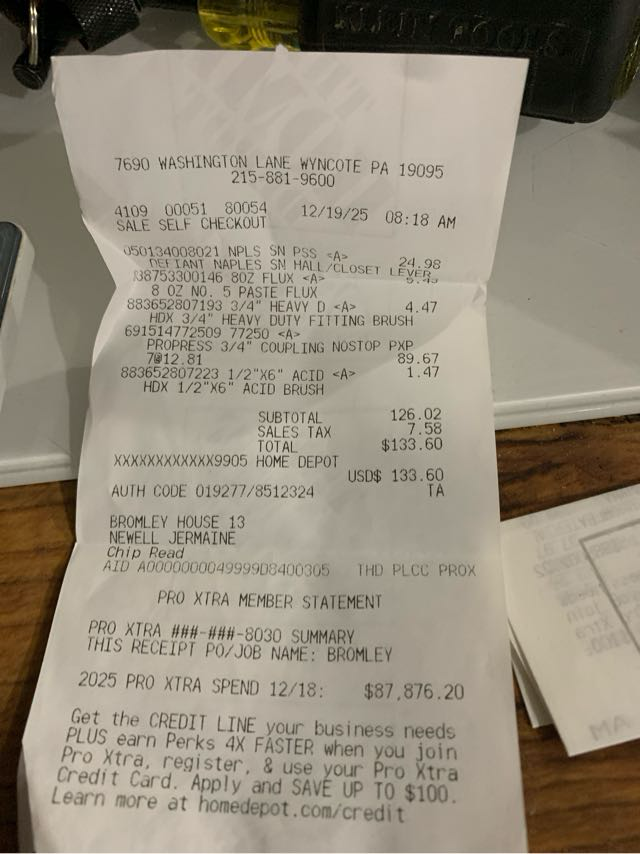 7690 WASHINGTON LANE WYNCOTE PA 19095
215-881-9600
4109 00051 80054 12/19/25 08:18 AM
SALE SELF CHECKOUT
050134008021 NPLS SN PSS <A> 24.98
DEFIANT NAPLES SN HALL/CLOSET LEVER
038753300146 8OZ FLUX <A> 5.43
8 OZ NO. 5 PASTE FLUX
883652807193 3/4" HEAVY D <A> 4.47
HDX 3/4" HEAVY DUTY FITTING BRUSH
691514772509 77250 <A>
PROPRESS 3/4" COUPLING NOSTOP PXP
7@12.81 89.67
883652807223 1/2"X6" ACID <A> 1.47
HDX 1/2"X6" ACID BRUSH
SUBTOTAL 126.02
SALES TAX 7.58
TOTAL $133.60
XXXXXXXXXXXX9905 HOME DEPOT
USD$ 133.60
AUTH CODE 019277/8512324 TA
BROMLEY HOUSE 13
NEWELL JERMAINE
Chip Read
AID A0000000049999D8400305 THD PLCC PROX
PRO XTRA MEMBER STATEMENT
PRO XTRA ###-###-8030 SUMMARY
THIS RECEIPT PO/JOB NAME: BROMLEY
2025 PRO XTRA SPEND 12/18: $87,876.20
Get the CREDIT LINE your business needs
PLUS earn Perks 4X FASTER when you join
Pro Xtra, register, & use your Pro Xtra
Credit Card. Apply and SAVE UP TO $100.
Learn more at homedepot.com/credit